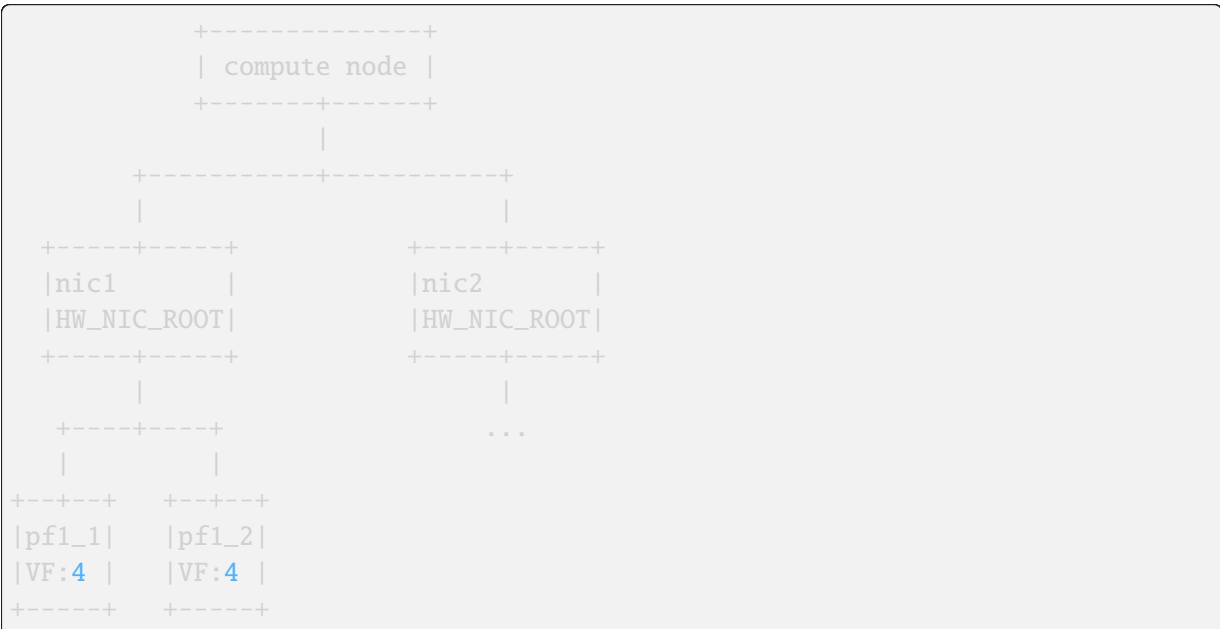 +--------------+
            | compute node |
            +-------+------+
                    |
        +-----------+-----------+
        |                       |
  +-----+-----+           +-----+-----+
  |nic1       |           |nic2       |
  |HW_NIC_ROOT|           |HW_NIC_ROOT|
  +-----+-----+           +-----+-----+
        |                       |
   +----+----+                 ...
   |         |
+--+--+   +--+--+
|pf1_1|   |pf1_2|
|VF:4 |   |VF:4 |
+-----+   +-----+